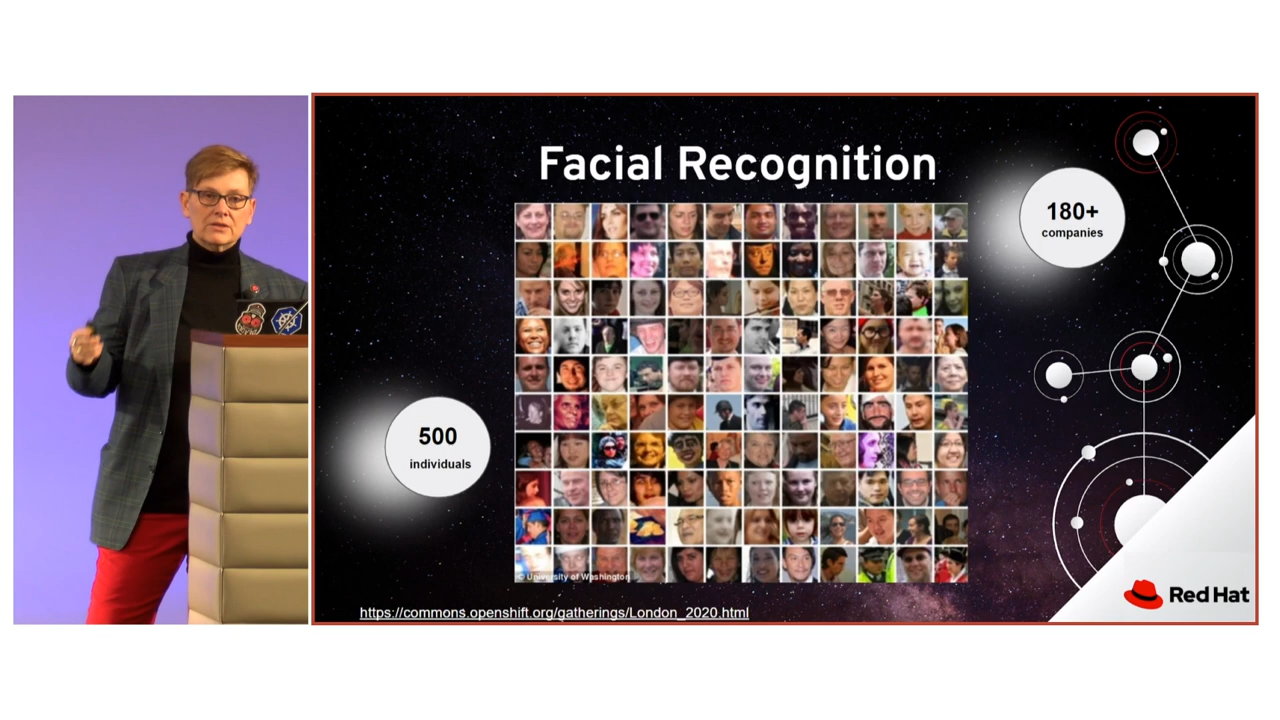 Facial Recognition
180+
companies
500
individuals
© University of Washington
https://commons.openshift.org/gatherings/London_2020.html
Red Hat